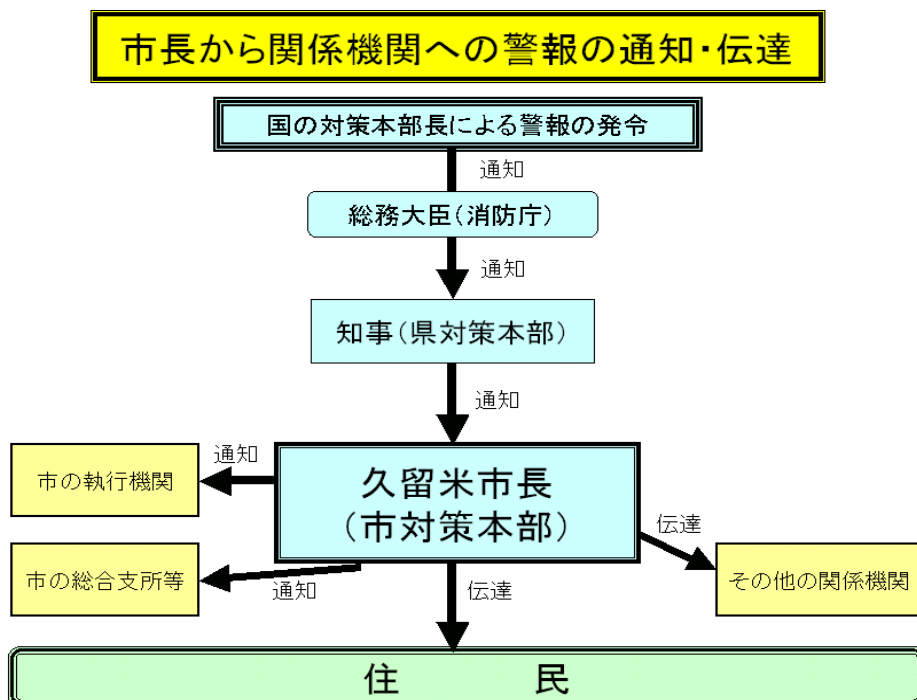 市長から関係機関への警報の通知・伝達
国の対策本部長による警報の発令
通知
総務大臣(消防庁)
通知
知事(県対策本部)
通知
久留米市長
(市対策本部)
通知
市の執行機関
伝達
市の総合支所等
通知
伝達
その他の関係機関
住民